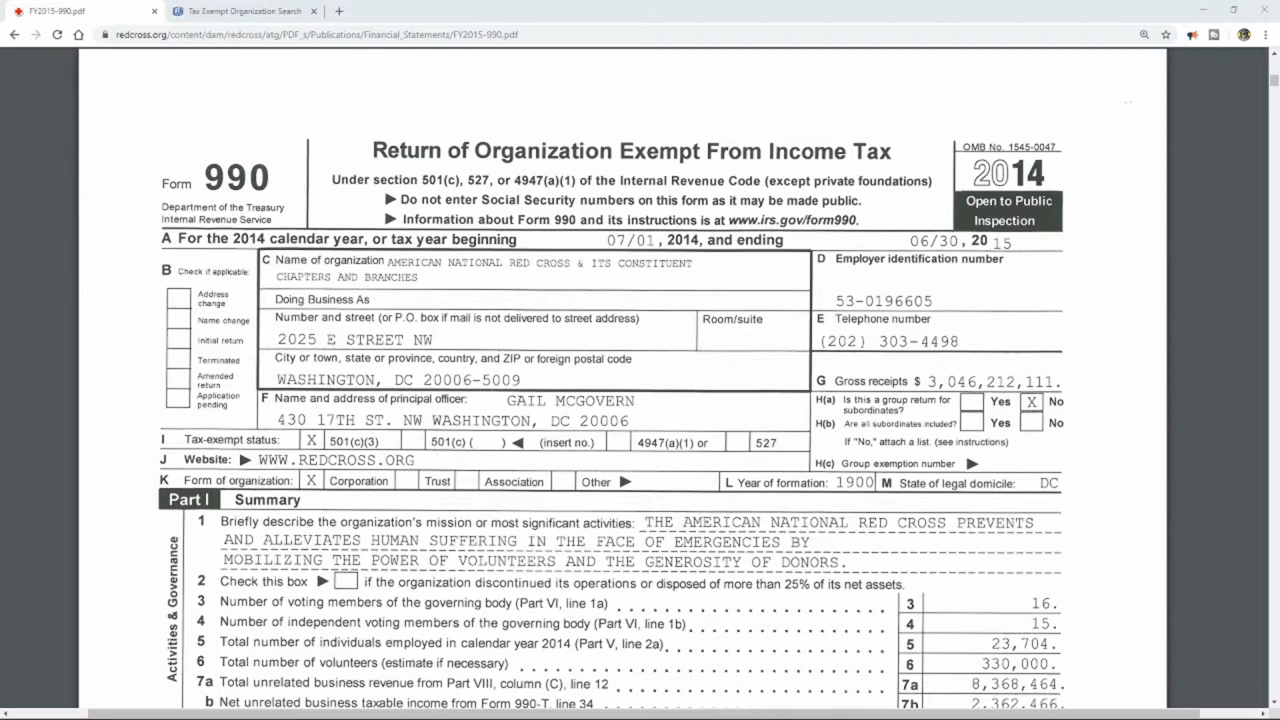 FY2015-990.pdf
Tax Exempt Organization Search
redcross.org/content/dam/redcross/atg/PDF_s/Publications/Financial_Statements/FY2015-990.pdf
Form 990
Department of the Treasury
Internal Revenue Service
Return of Organization Exempt From Income Tax
Under section 501(c), 527, or 4947(a)(1) of the Internal Revenue Code (except private foundations)
▶ Do not enter Social Security numbers on this form as it may be made public.
▶ Information about Form 990 and its instructions is at www.irs.gov/form990.
OMB No. 1545-0047
2014
Open to Public
Inspection
A For the 2014 calendar year, or tax year beginning 07/01, 2014, and ending 06/30, 20 15
B Check if applicable:
Address
change
Name change
Initial return
Terminated
Amended
return
Application
pending
C Name of organization AMERICAN NATIONAL RED CROSS & ITS CONSTITUENT
CHAPTERS AND BRANCHES
Doing Business As
Number and street (or P.O. box if mail is not delivered to street address) Room/suite
2025 E STREET NW
City or town, state or province, country, and ZIP or foreign postal code
WASHINGTON, DC 20006-5009
F Name and address of principal officer: GAIL MCGOVERN
430 17TH ST. NW WASHINGTON, DC 20006
D Employer identification number
53-0196605
E Telephone number
(202) 303-4498
G Gross receipts $ 3,046,212,111.
H(a) Is this a group return for Yes X No
subordinates?
H(b) Are all subordinates included? Yes No
If "No," attach a list. (see instructions)
H(c) Group exemption number ▶
I Tax-exempt status: X 501(c)(3) 501(c) ( ) ◀ (insert no.) 4947(a)(1) or 527
J Website: ▶ WWW.REDCROSS.ORG
K Form of organization: X Corporation Trust Association Other ▶ L Year of formation: 1900 M State of legal domicile: DC
Part I Summary
Activities & Governance
1 Briefly describe the organization's mission or most significant activities: THE AMERICAN NATIONAL RED CROSS PREVENTS
AND ALLEVIATES HUMAN SUFFERING IN THE FACE OF EMERGENCIES BY
MOBILIZING THE POWER OF VOLUNTEERS AND THE GENEROSITY OF DONORS.
2 Check this box ▶ if the organization discontinued its operations or disposed of more than 25% of its net assets.
3 Number of voting members of the governing body (Part VI, line 1a) 3 16.
4 Number of independent voting members of the governing body (Part VI, line 1b) 4 15.
5 Total number of individuals employed in calendar year 2014 (Part V, line 2a) 5 23,704.
6 Total number of volunteers (estimate if necessary) 6 330,000.
7a Total unrelated business revenue from Part VIII, column (C), line 12 7a 8,368,464.
b Net unrelated business taxable income from Form 990-T, line 34 7b 2,362,466.